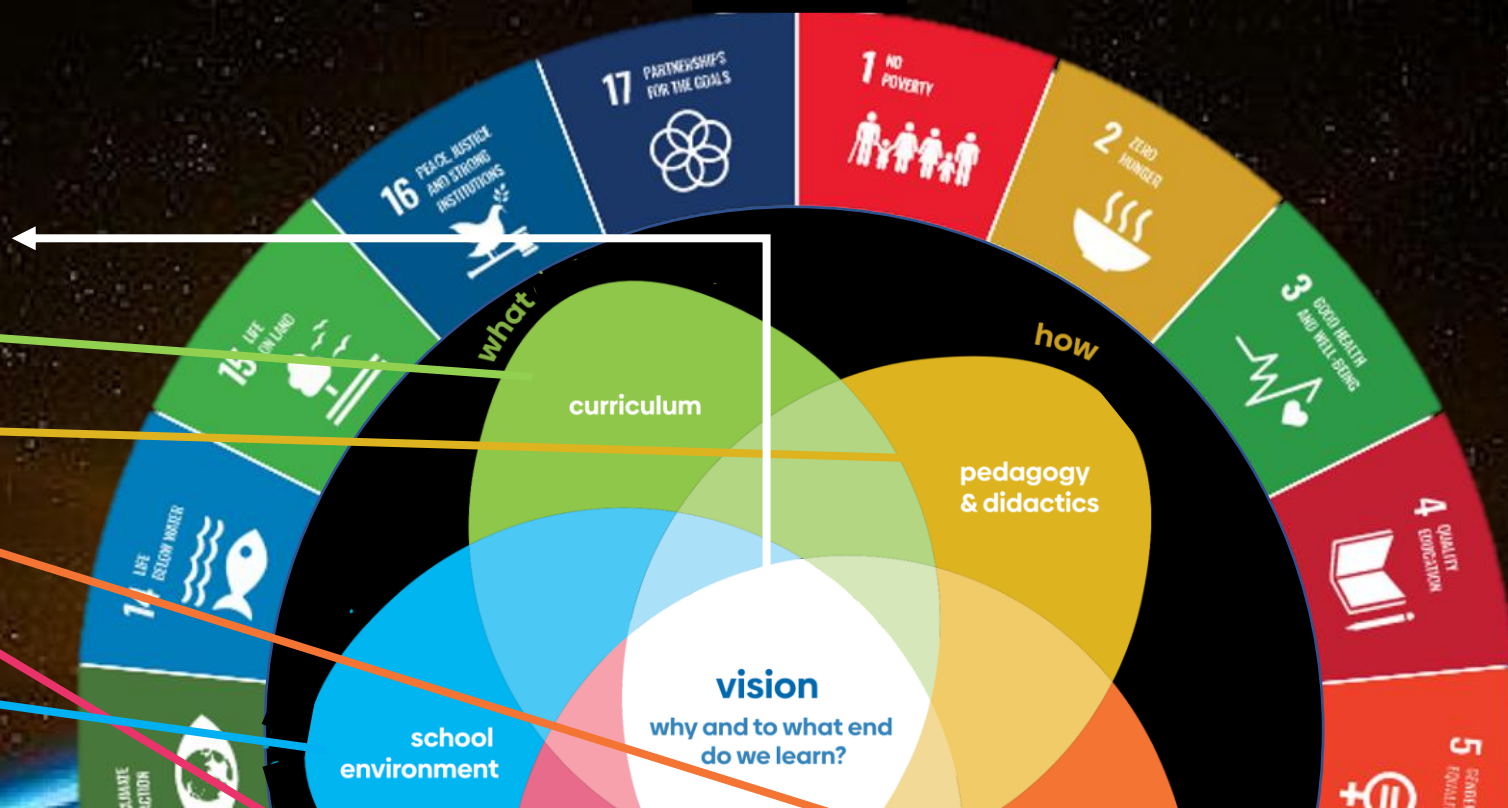 17 PARTNERSHIPS
FOR THE GOALS
1 NO
POVERTY
2 ZERO
HUNGER
3 GOOD HEALTH
AND WELL-BEING
4 QUALITY
EDUCATION
5 GENDER
16 PEACE, JUSTICE
AND STRONG
INSTITUTIONS
15 LIFE
ON LAND
14 LIFE
BELOW WATER
what
how
curriculum
pedagogy
& didactics
vision
why and to what end
do we learn?
school
environment